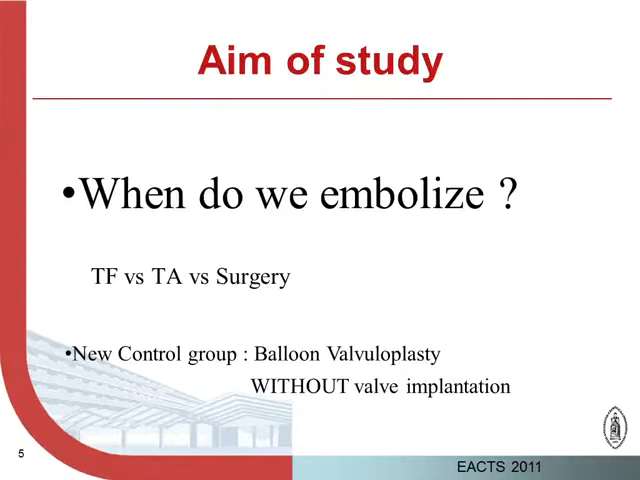 Aim of study
•When do we embolize ?
TF vs TA vs Surgery
•New Control group : Balloon Valvuloplasty
WITHOUT valve implantation
5
EACTS 2011